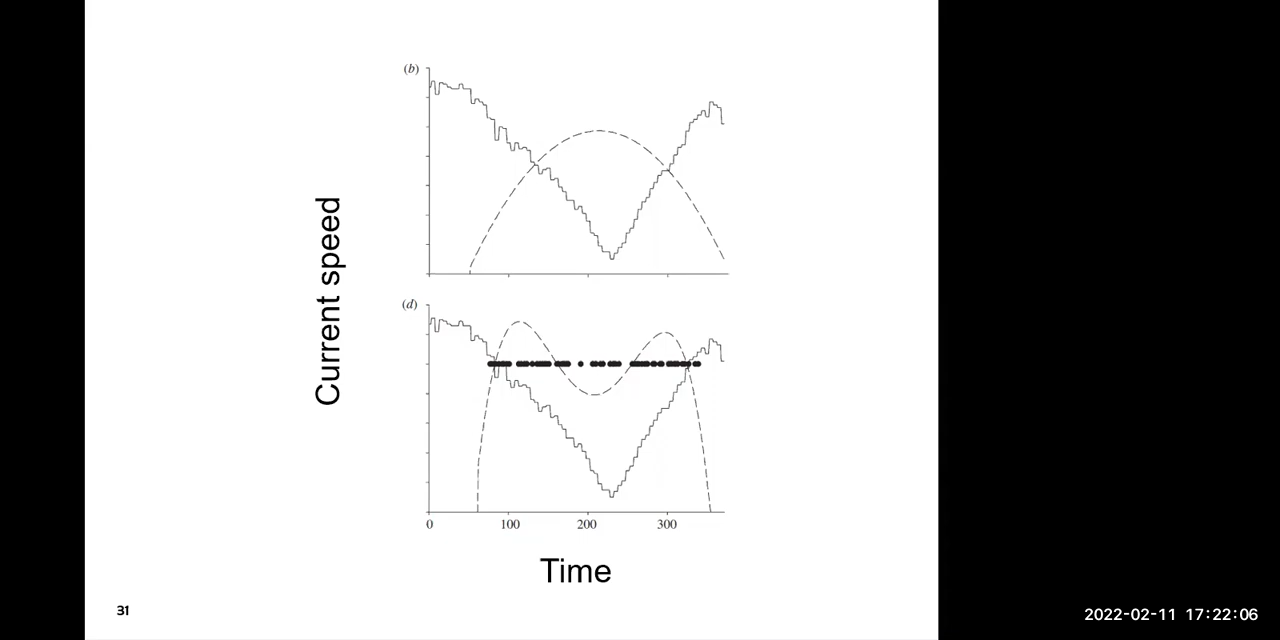 (b)
Current speed
(d)
0 100 200 300
Time
31
2022-02-11 17:22:06